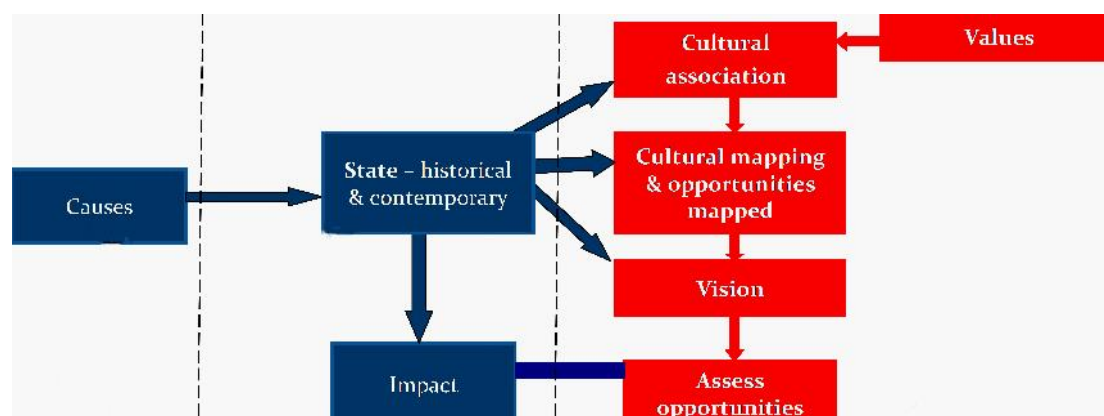 Cultural
association
Values
State – historical
& contemporary
Cultural mapping
& opportunities
mapped
Causes
Vision
Impact
Assess
opportunities